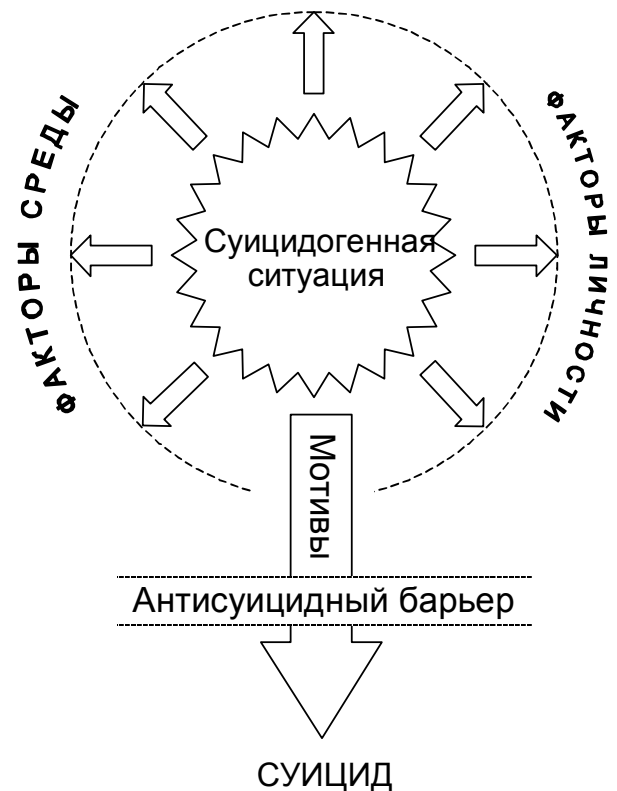 ФАКТОРЫ СРЕДЫ
ФАКТОРЫ ЛИЧНОСТИ
Суицидогенная
ситуация
Мотивы
Антисуицидный барьер
СУИЦИД